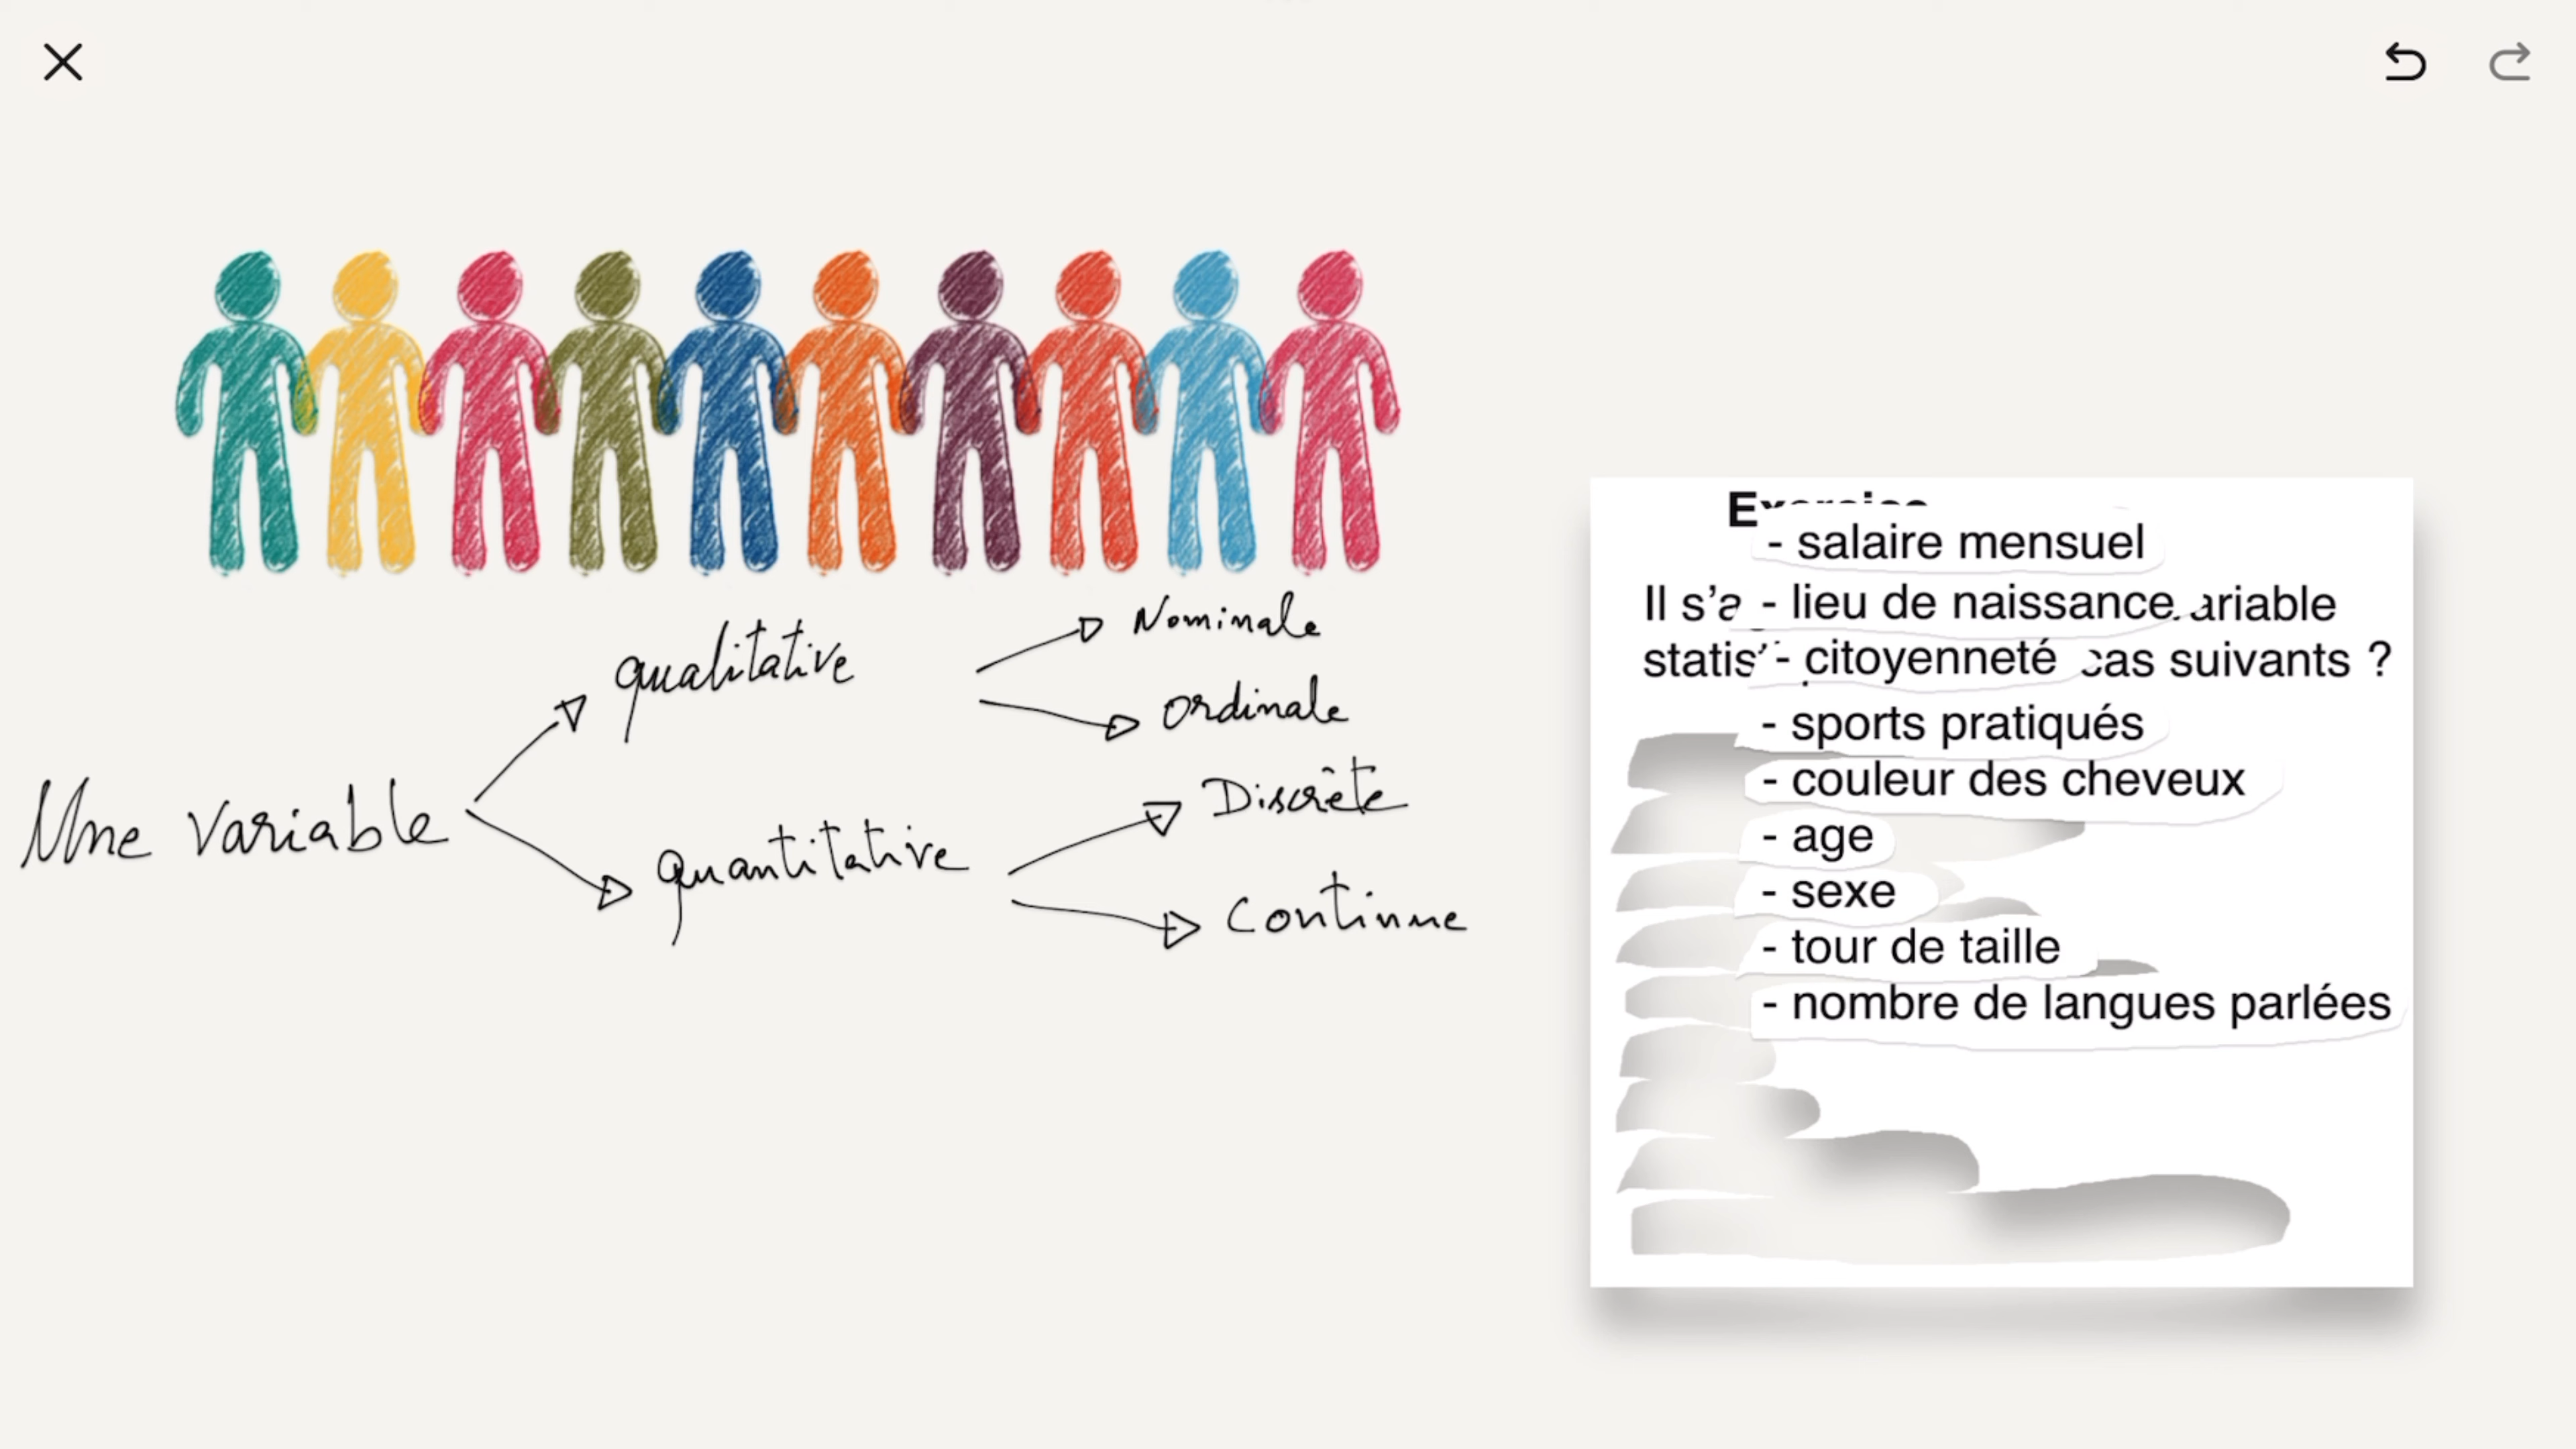 Nominale
qualitative
Ordinale
Discrête
Une variable
quantitative
Continue
- salaire mensuel
Il s'a - lieu de naissance ariable
statis - citoyenneté cas suivants ?
- sports pratiqués
- couleur des cheveux
- age
- sexe
- tour de taille
- nombre de langues parlées